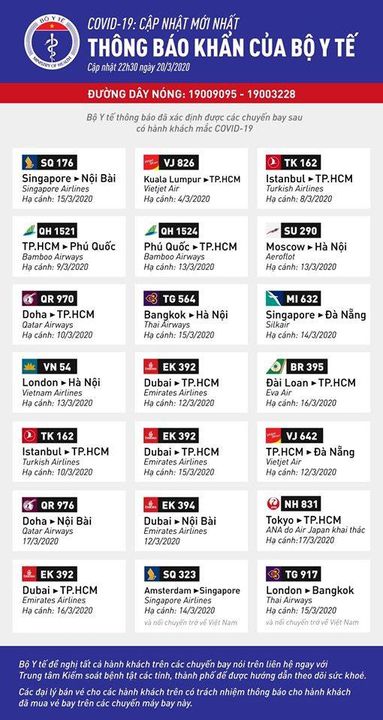 BỘ Y TẾ
MINISTRY OF HEALTH
COVID-19: CẬP NHẬT MỚI NHẤT
THÔNG BÁO KHẨN CỦA BỘ Y TẾ
Cập nhật 22h30 ngày 20/3/2020
ĐƯỜNG DÂY NÓNG: 19009095 - 19003228
Bộ Y tế thông báo đã xác định được các chuyến bay sau
có hành khách mắc COVID-19
SQ 176
Singapore ▸ Nội Bài
Singapore Airlines
Hạ cánh: 15/3/2020
VJ 826
Kuala Lumpur ▸ TP.HCM
Vietjet Air
Hạ cánh: 4/3/2020
TK 162
Istanbul ▸ TP.HCM
Turkish Airlines
Hạ cánh: 8/3/2020
QH 1521
TP.HCM ▸ Phú Quốc
Bamboo Airways
Hạ cánh: 9/3/2020
QH 1524
Phú Quốc ▸ TP.HCM
Bamboo Airways
Hạ cánh: 13/3/2020
SU 290
Moscow ▸ Hà Nội
Aeroflot
Hạ cánh: 13/3/2020
QR 970
Doha ▸ TP.HCM
Qatar Airways
Hạ cánh: 10/3/2020
TG 564
Bangkok ▸ Hà Nội
Thai Airways
Hạ cánh: 15/3/2020
MI 632
Singapore ▸ Đà Nẵng
Silkair
Hạ cánh: 14/3/2020
VN 54
London ▸ Hà Nội
Vietnam Airlines
Hạ cánh: 13/3/2020
EK 392
Dubai ▸ TP.HCM
Emirates Airlines
Hạ cánh: 12/3/2020
BR 395
Đài Loan ▸ TP.HCM
Eva Air
Hạ cánh: 16/3/2020
TK 162
Istanbul ▸ TP.HCM
Turkish Airlines
Hạ cánh: 10/3/2020
EK 392
Dubai ▸ TP.HCM
Emirates Airlines
Hạ cánh: 15/3/2020
VJ 642
TP.HCM ▸ Đà Nẵng
Vietjet Air
Hạ cánh: 12/3/2020
QR 976
Doha ▸ Nội Bài
Qatar Airways
17/3/2020
EK 394
Dubai ▸ Nội Bài
Emirates Airlines
12/3/2020
NH 831
Tokyo ▸ TP.HCM
ANA do Air Japan khai thác
Hạ cánh:17/3/2020
EK 392
Dubai ▸ TP.HCM
Emirates Airlines
Hạ cánh: 16/3/2020
SQ 323
Amsterdam ▸ Singapore
Singapore Airlines
Hạ cánh: 14/3/2020
và nối chuyến trở về Việt Nam
TG 917
London ▸ Bangkok
Thai Airways
Hạ cánh: 15/3/2020
và nối chuyến trở về Việt Nam
Bộ Y tế đề nghị tất cả hành khách trên các chuyến bay nói trên liên hệ ngay với
Trung tâm Kiểm soát bệnh tật các tỉnh, thành phố để được hướng dẫn theo dõi sức khoẻ.
Các đại lý bán vé cho các hành khách trên có trách nhiệm thông báo cho hành khách
đã mua vé bay trên các chuyến máy bay này.